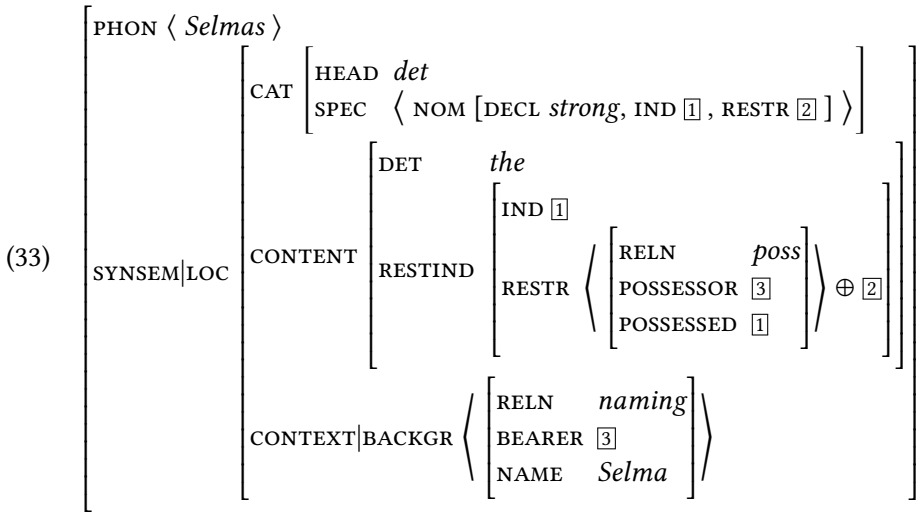 PHON ⟨ Selmas ⟩
HEAD det
CAT
SPEC ⟨ NOM [DECL strong, IND 1 , RESTR 2 ] ⟩
DET the
IND 1
(33) SYNSEM|LOC CONTENT RELN poss
RESTIND RESTR ⟨ POSSESSOR 3 ⟩ ⊕ 2
POSSESSED 1
RELN naming
CONTEXT|BACKGR ⟨ BEARER 3 ⟩
NAME Selma